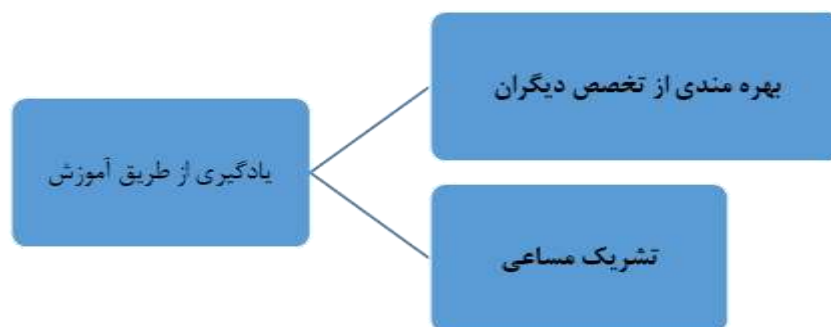 بهره مندی از تخصص دیگران
یادگیری از طریق آموزش
تشریک مساعی